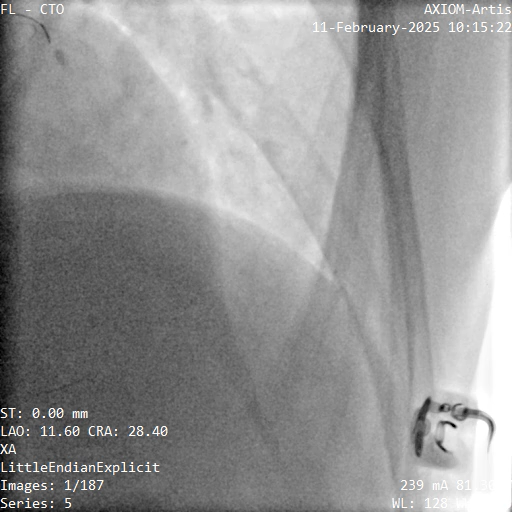 FL - CTO
AXIOM-Artis
11-February-2025 10:15:22
ST: 0.00 mm
LAO: 11.60 CRA: 28.40
XA
LittleEndianExplicit
Images: 1/187
Series: 5
239 mA
WL: 128